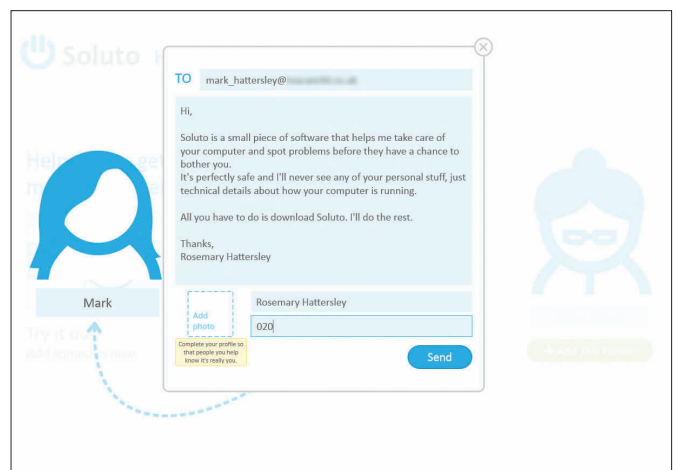 Soluto
TO mark_hattersley@
Hi,
Soluto is a small piece of software that helps me take care of
your computer and spot problems before they have a chance to
bother you.
It's perfectly safe and I'll never see any of your personal stuff, just
technical details about how your computer is running.
All you have to do is download Soluto. I'll do the rest.
Thanks,
Rosemary Hattersley
Mark
Add
photo
Rosemary Hattersley
020
Complete your profile so
that people you help
know it's really you.
Send
Try it